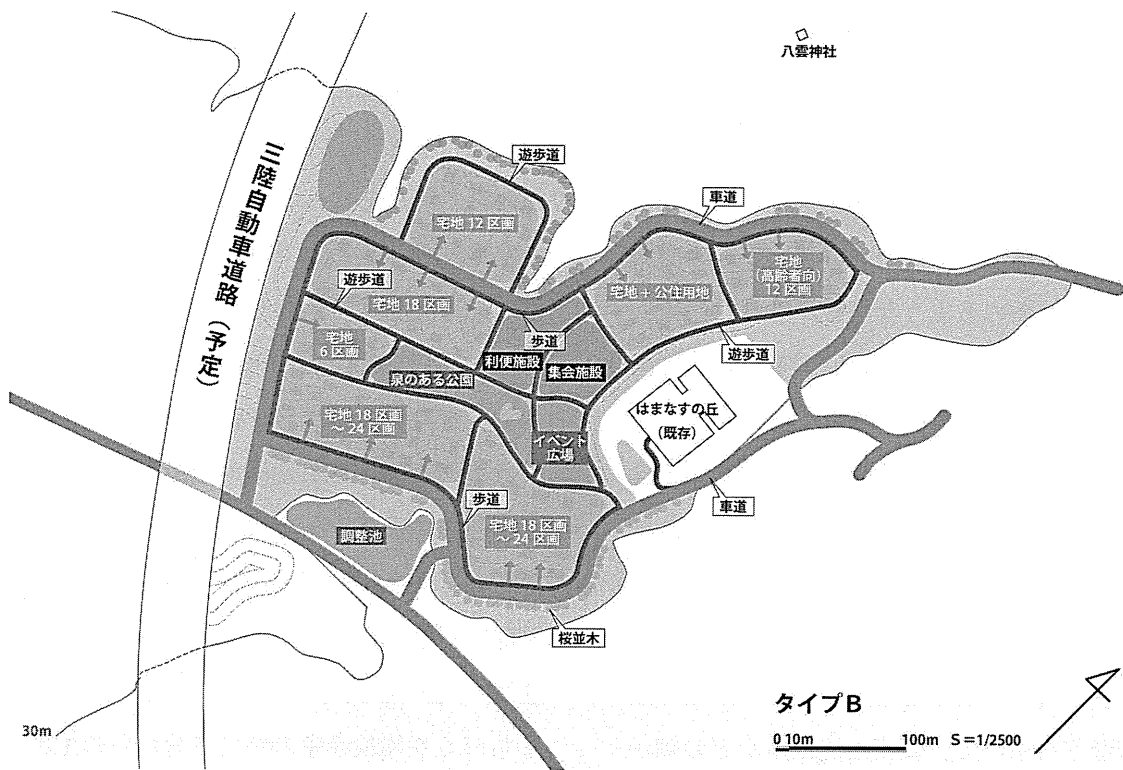 八雲神社
三陸自動車道路（予定）
遊歩道
車道
宅地 12 区画
宅地
（高齢者向）
12 区画
宅地 + 公住用地
遊歩道
宅地 18 区画
歩道
遊歩道
宅地
6 区画
利便施設
集会施設
泉のある公園
はまなすの丘
（既存）
宅地 18 区画
～ 24 区画
イベント
広場
歩道
車道
宅地 18 区画
～ 24 区画
調整池
桜並木
30m
タイプB
0 10m 100m S＝1/2500